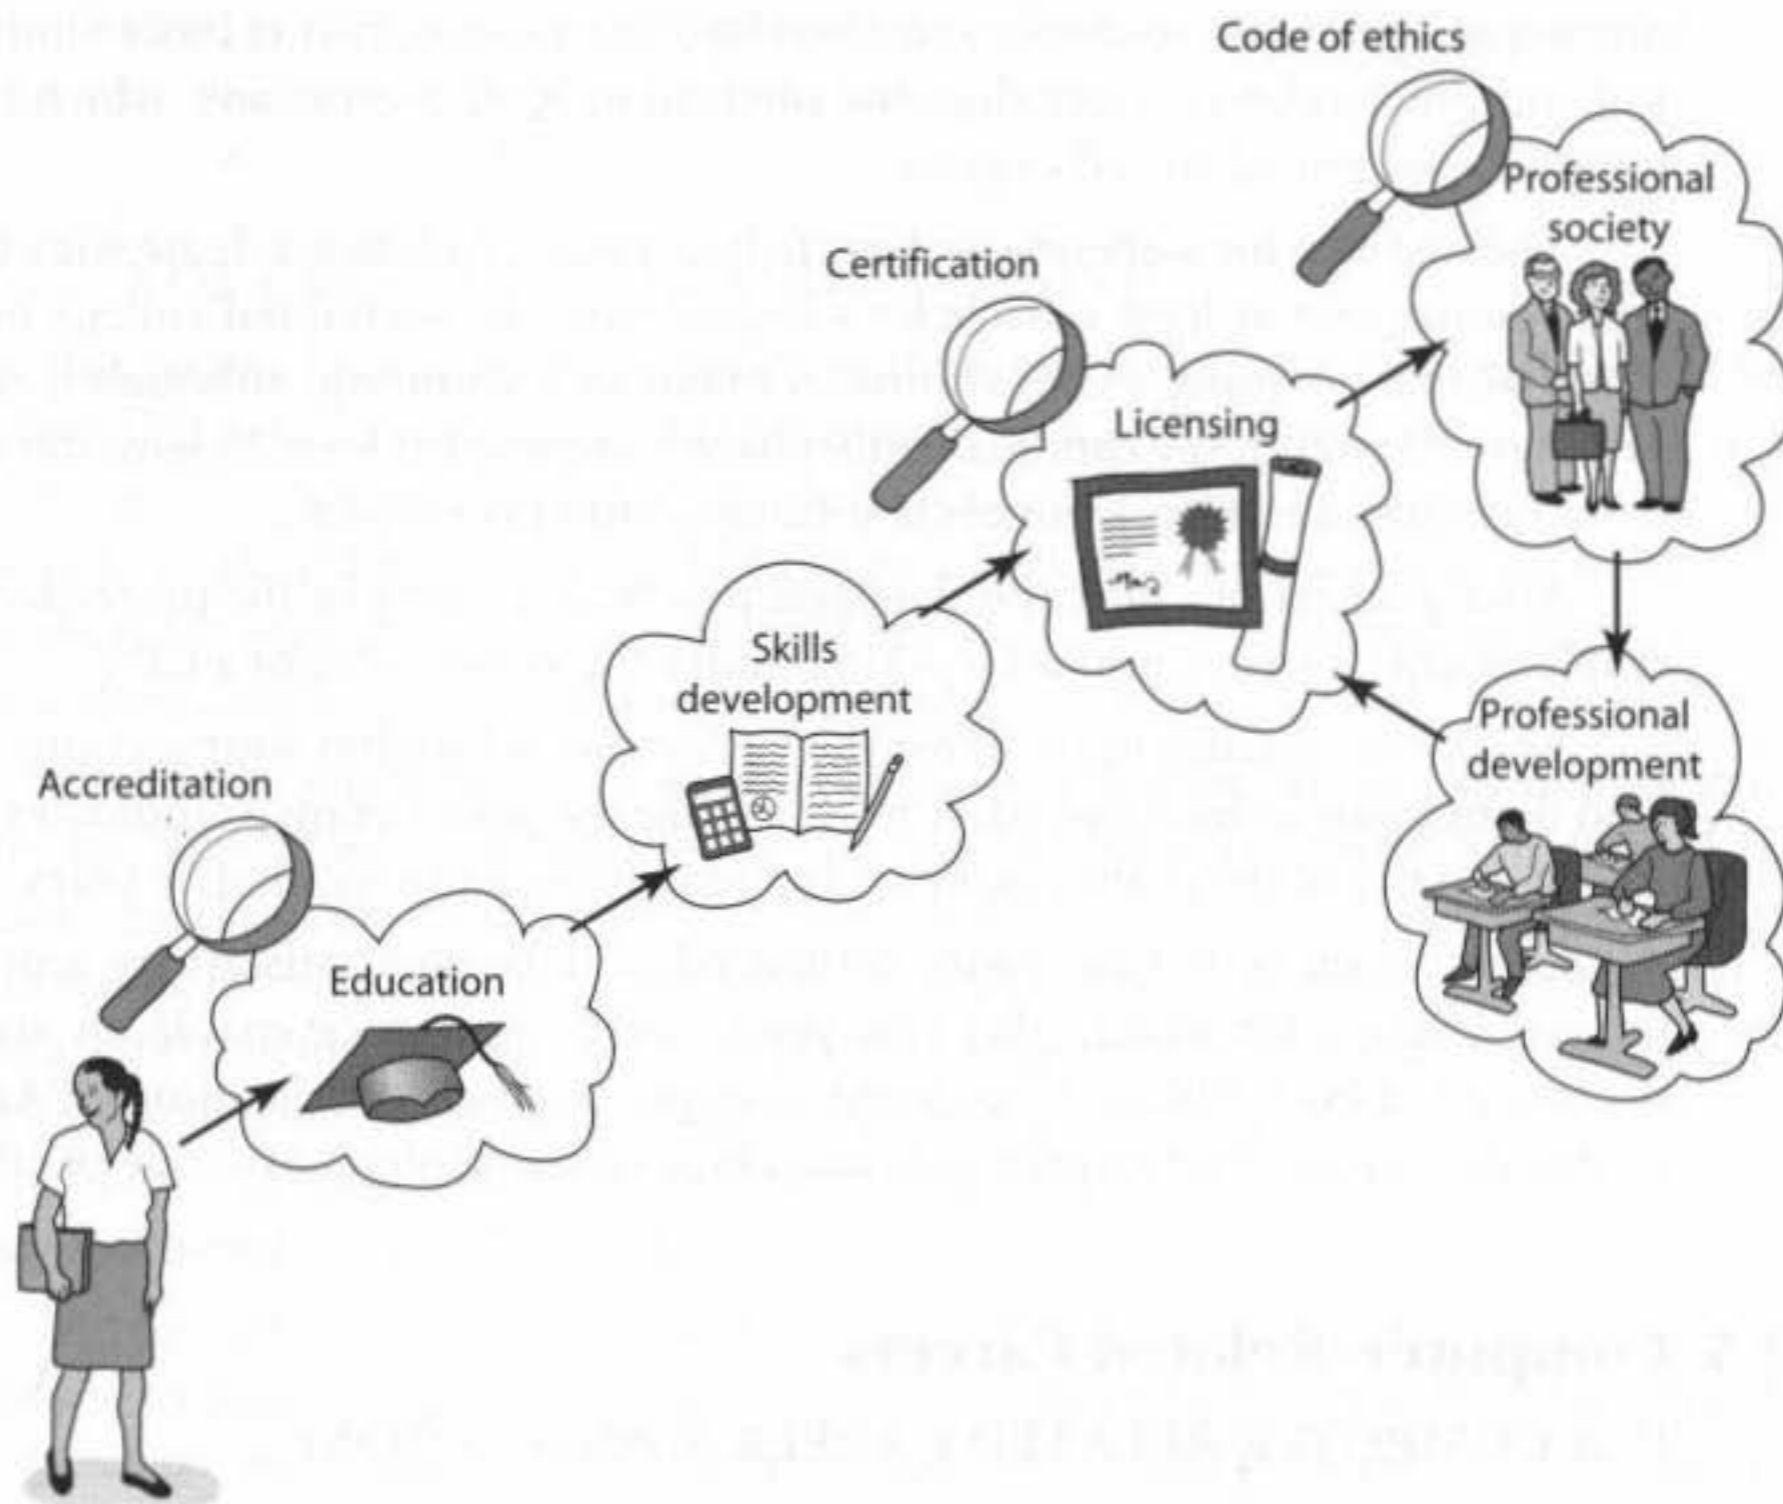 Code of ethics
Professional
society
Certification
Licensing
Skills
development
Professional
development
Accreditation
Education